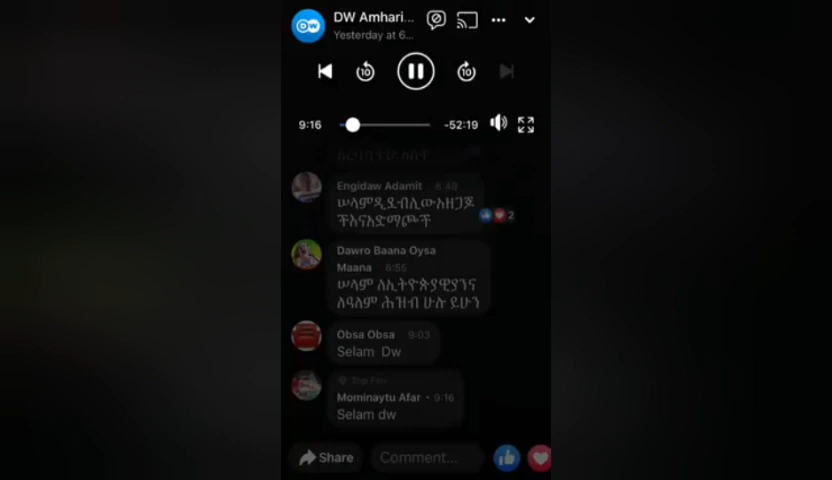 DW Amhari...
Yesterday at 6...
10
10
9:16
-52:19
Engidaw Adamit 8:48
ሠላምዲደብሊውአዘጋጆ
ችእናአድማጮች
2
Dawro Baana Oysa
Maana 8:55
ሠላም ለኢትዮጵያዊያንና
ለዓለም ሕዝብ ሁሉ ይሁን
Obsa Obsa 9:03
Selam Dw
Top Fan
Mominaytu Afar · 9:16
Selam dw
Share
Comment...